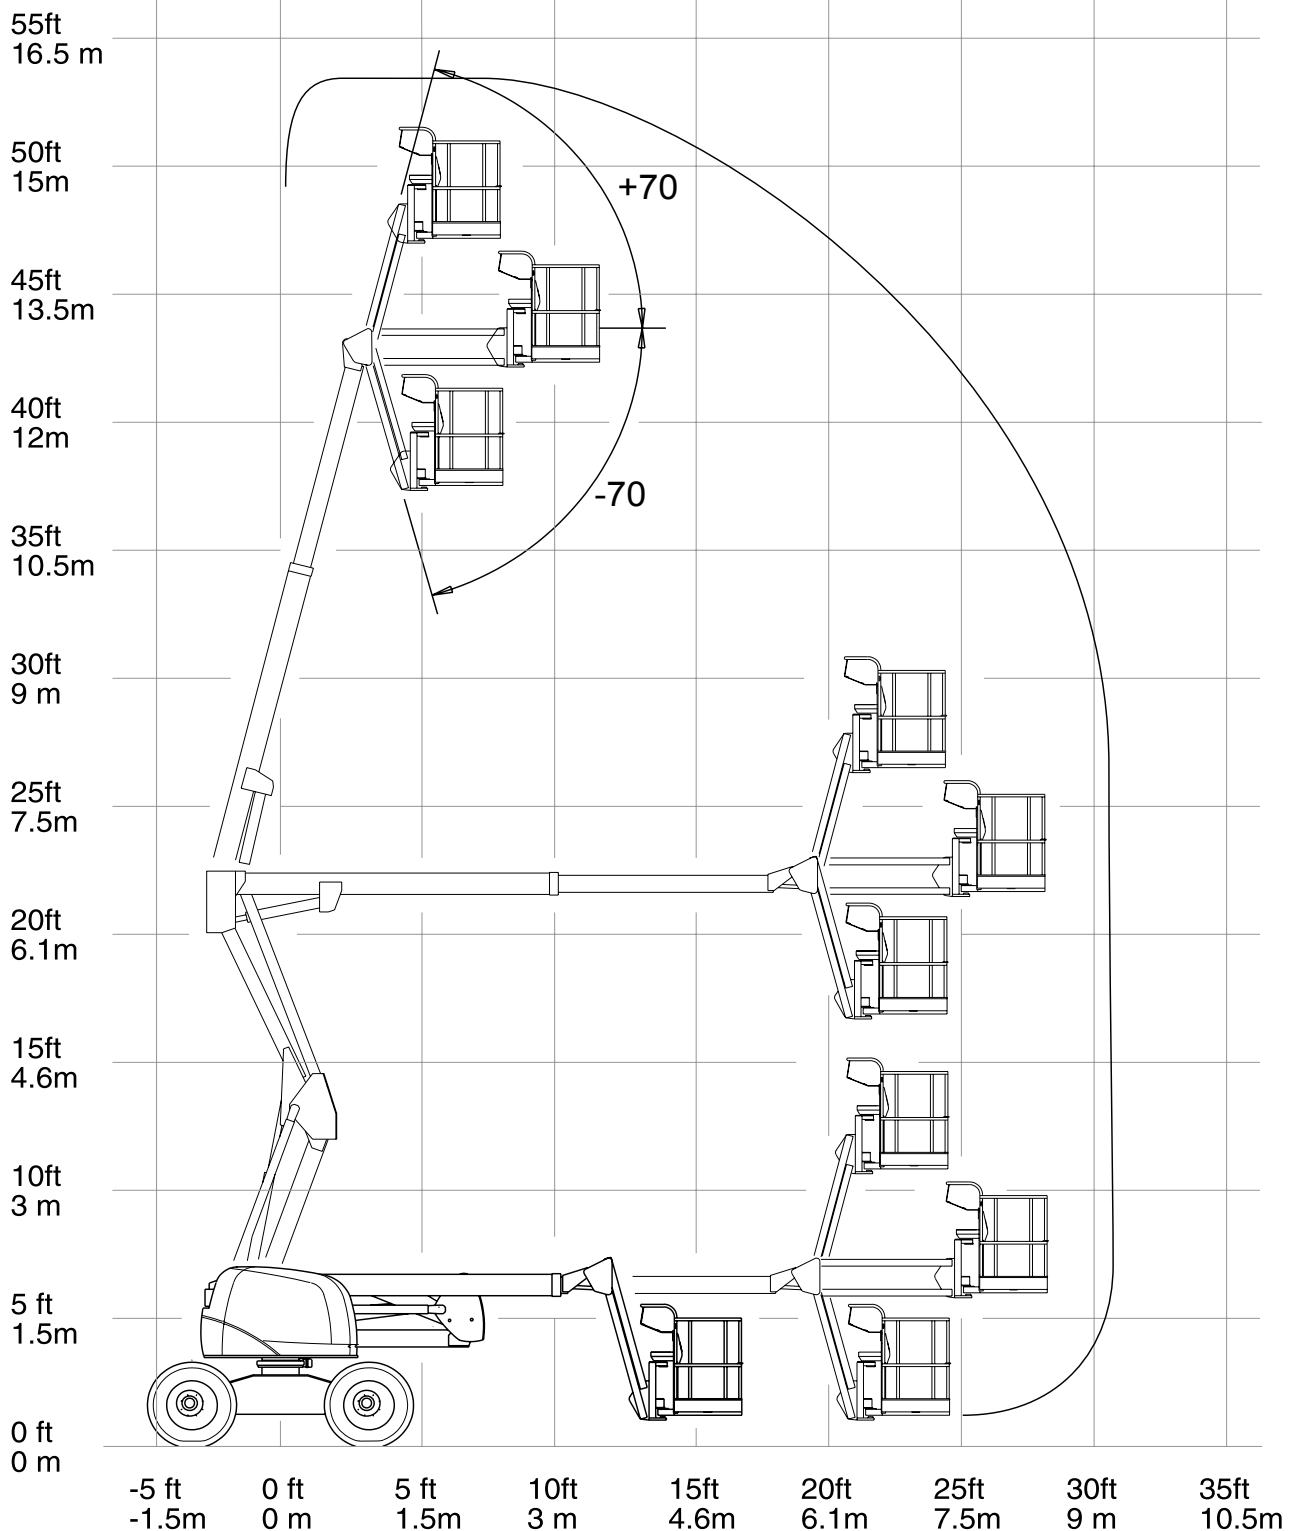 55ft
16.5 m
50ft
15m
+70
45ft
13.5m
40ft
12m
-70
35ft
10.5m
30ft
9 m
25ft
7.5m
20ft
6.1m
15ft
4.6m
10ft
3 m
5 ft
1.5m
0 ft
0 m
-5 ft 0 ft 5 ft 10ft 15ft 20ft 25ft 30ft 35ft
-1.5m 0 m 1.5m 3 m 4.6m 6.1m 7.5m 9 m 10.5m